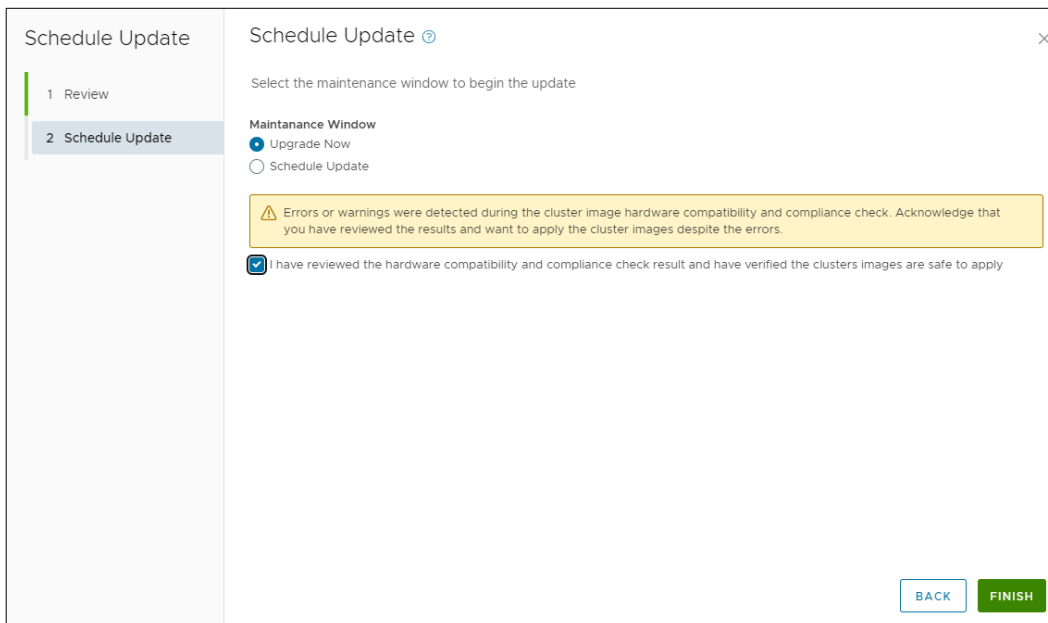 Schedule Update
1 Review
2 Schedule Update
Schedule Update
Select the maintenance window to begin the update
Maintanance Window
Upgrade Now
Schedule Update
Errors or warnings were detected during the cluster image hardware compatibility and compliance check. Acknowledge that
you have reviewed the results and want to apply the cluster images despite the errors.
I have reviewed the hardware compatibility and compliance check result and have verified the clusters images are safe to apply
BACK
FINISH